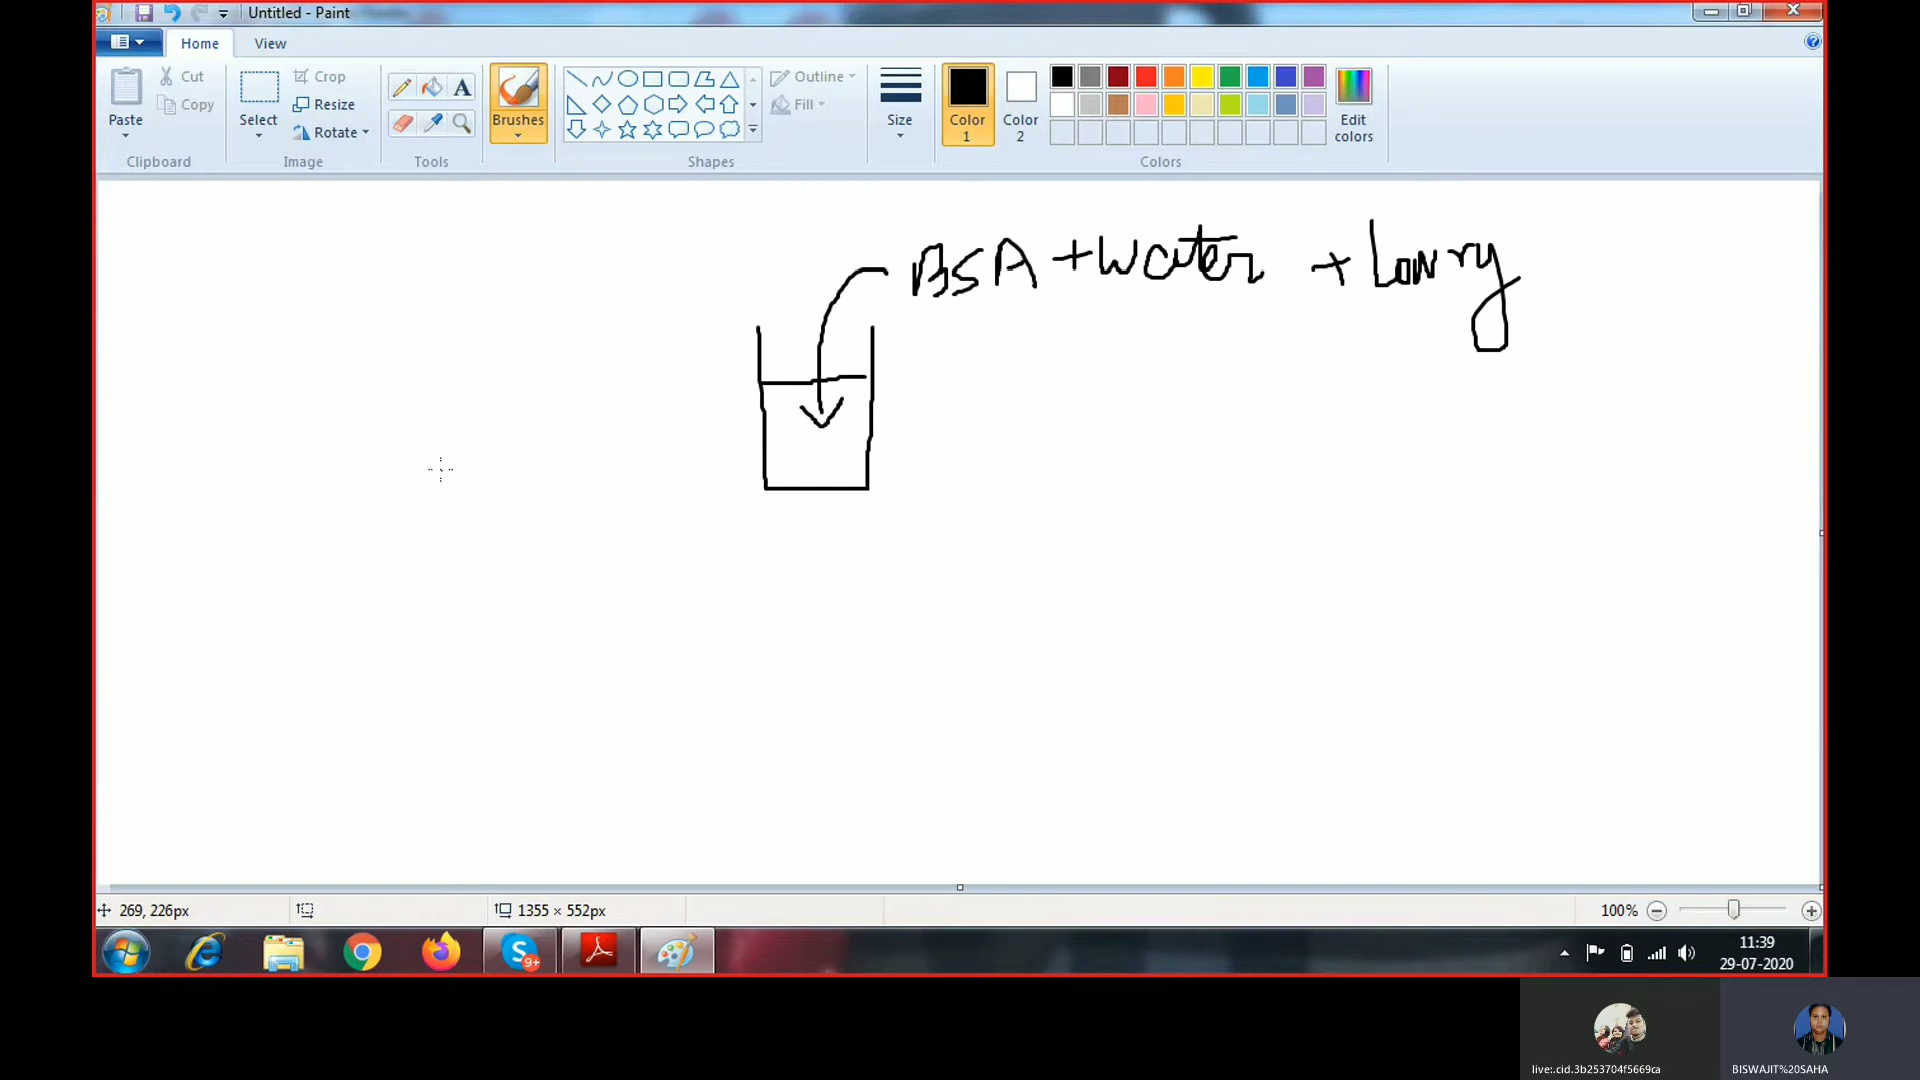 Untitled - Paint
Home View
Paste Cut Copy Clipboard
Select Crop Resize Rotate Image
Tools
Brushes
Outline Fill Shapes
Size
Color 1 Color 2 Edit colors Colors
BSA + Water + Lowry
269, 226px 1355 × 552px 100%
9+
11:39
29-07-2020
live:.cid.3b253704f5669ca BISWAJIT%20SAHA